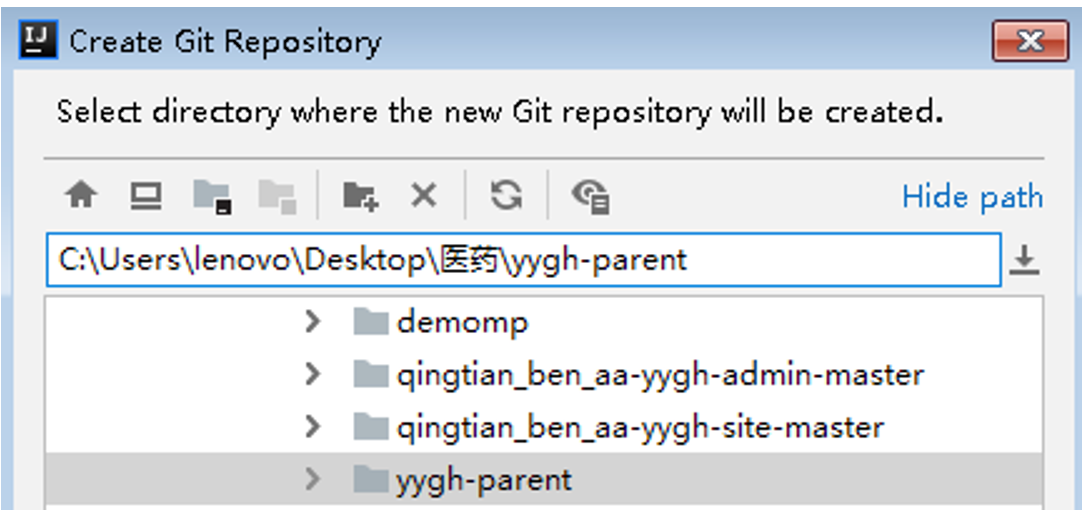 IJ Create Git Repository
Select directory where the new Git repository will be created.
Hide path
C:\Users\lenovo\Desktop\医药\yygh-parent
demomp
qingtian_ben_aa-yygh-admin-master
qingtian_ben_aa-yygh-site-master
yygh-parent